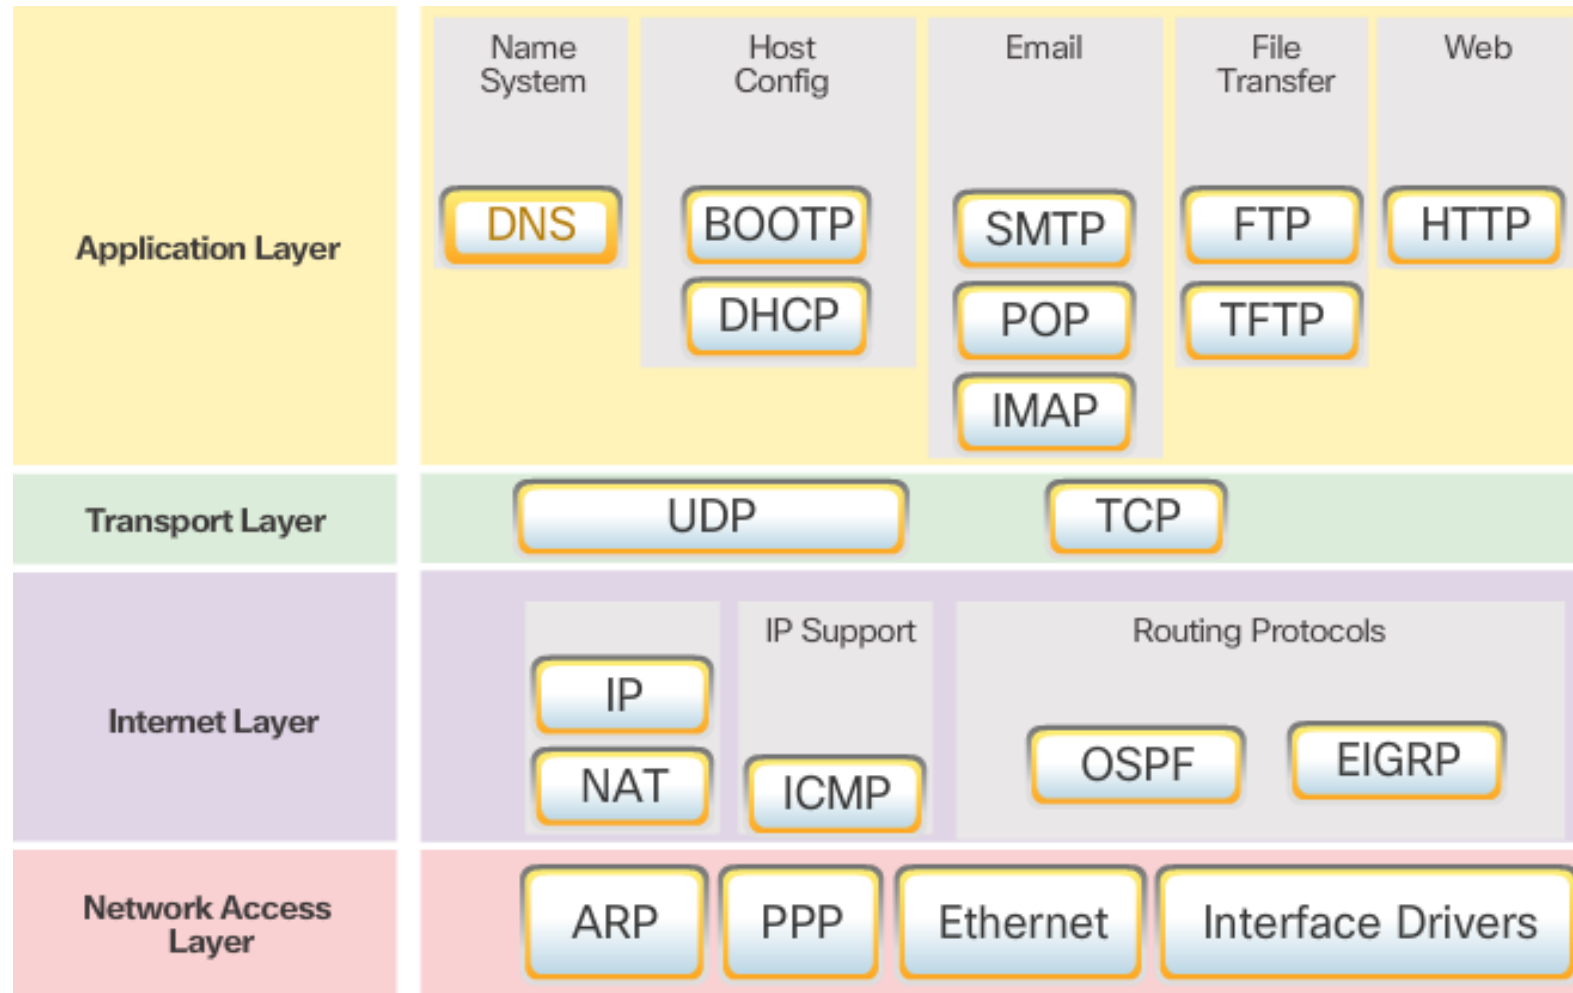 Application Layer
Name
System
DNS
Host
Config
BOOTP
DHCP
Email
SMTP
POP
IMAP
File
Transfer
FTP
TFTP
Web
HTTP
Transport Layer
UDP
TCP
Internet Layer
IP
NAT
IP Support
ICMP
Routing Protocols
OSPF
EIGRP
Network Access
Layer
ARP
PPP
Ethernet
Interface Drivers